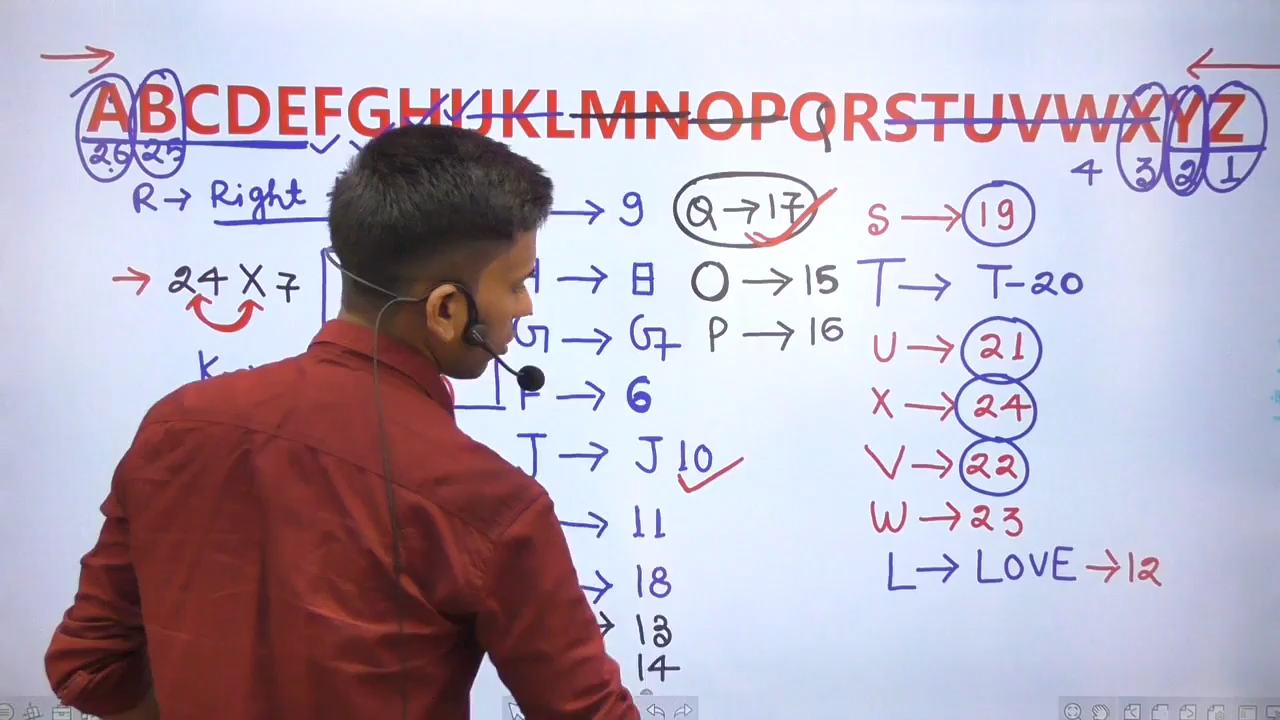 ABCDEFGHIJKLMNOPQRSTUVWXYZ
26 25
4 3 2 1
R → Right
→ 9
Q → 17
S → 19
→ 24 X 7
→ 8
O → 15
T → T-20
G → G
P → 16
U → 21
K
F → 6
X → 24
J → J 10
V → 22
→ 11
W → 23
→ 18
L → LOVE → 12
→ 13
14